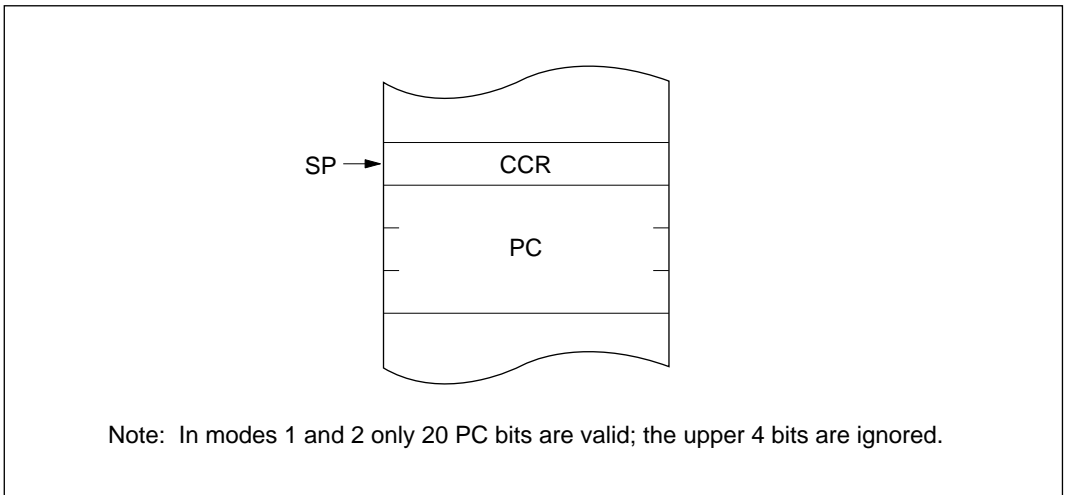 SP
CCR
PC
Note: In modes 1 and 2 only 20 PC bits are valid; the upper 4 bits are ignored.